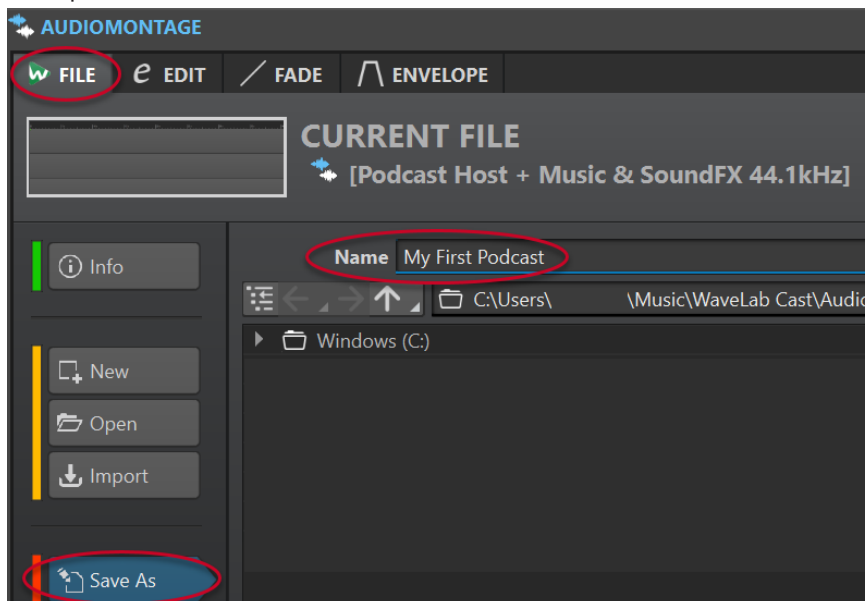 AUDIOMONTAGE
FILE EDIT FADE ENVELOPE
CURRENT FILE
[Podcast Host + Music & SoundFX 44.1kHz]
Info
Name My First Podcast
C:\Users\ \Music\WaveLab Cast\Audio
Windows (C:)
New
Open
Import
Save As